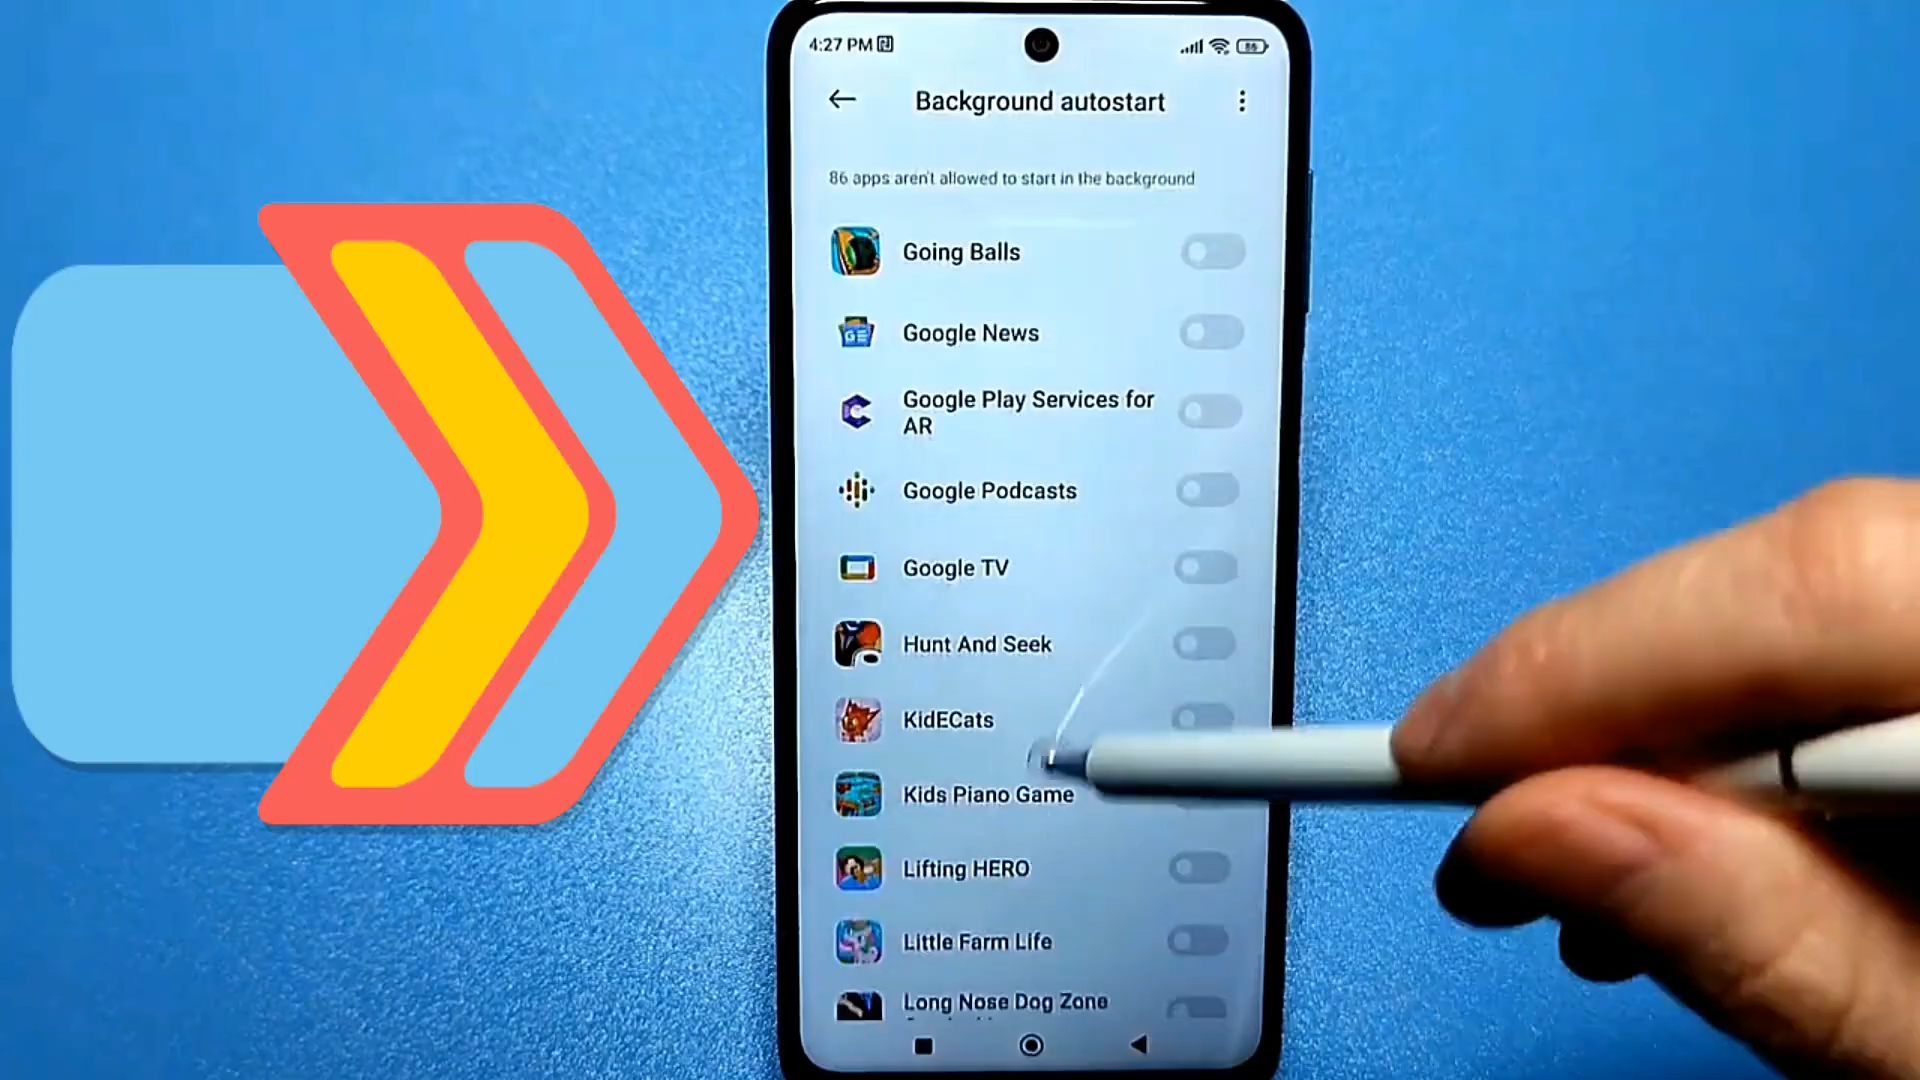 4:27 PM
86
Background autostart
86 apps aren't allowed to start in the background
Going Balls
Google News
Google Play Services for
AR
Google Podcasts
Google TV
Hunt And Seek
KidECats
Kids Piano Game
Lifting HERO
Little Farm Life
Long Nose Dog Zone